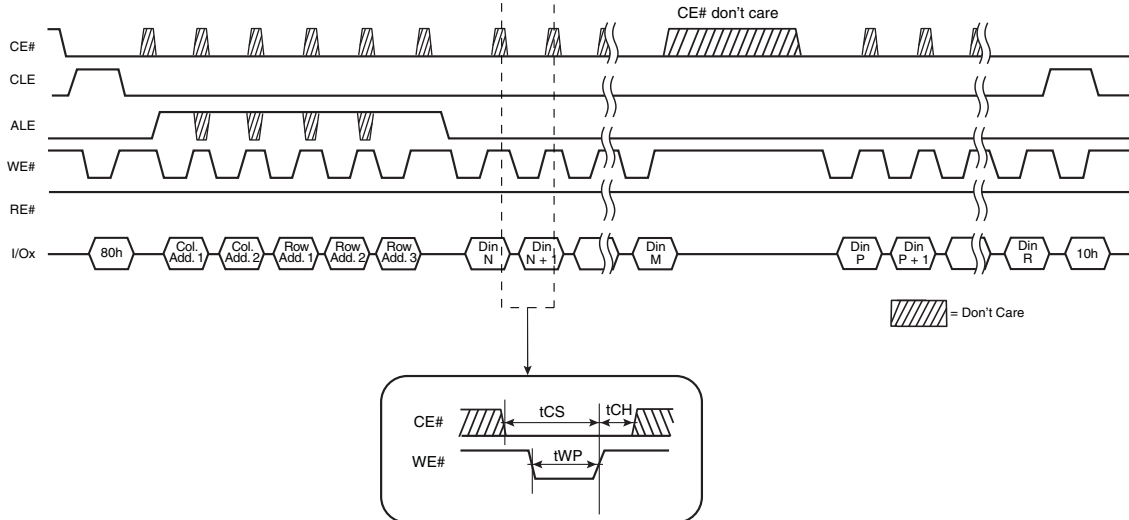 CE# don't care
CE#
CLE
ALE
WE#
RE#
I/Ox
80h
Col.
Add. 1
Col.
Add. 2
Row
Add. 1
Row
Add. 2
Row
Add. 3
Din
N
Din
N + 1
Din
M
Din
P
Din
P + 1
Din
R
10h
= Don't Care
CE#
tCS
tCH
WE#
tWP